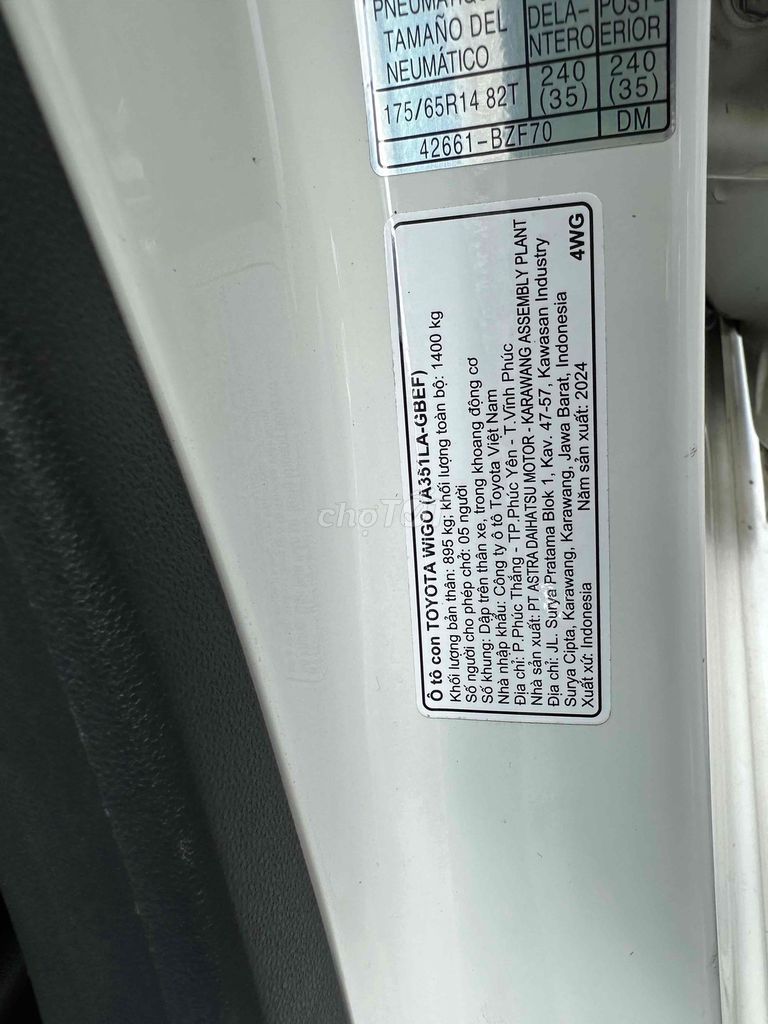 PNEUMÁTICO
TAMAÑO DEL
NEUMÁTICO
DELA-
NTERO
POST-
ERIOR
175/65R14 82T
240
(35)
240
(35)
42661-BZF70
DM
Ô tô con TOYOTA WIGO (A351LA-GBEF)
Khối lượng bản thân: 895 kg; khối lượng toàn bộ: 1400 kg
Số người cho phép chở: 05 người
Số khung: Dập trên thân xe, trong khoang động cơ
Nhà nhập khẩu: Công ty ô tô Toyota Việt Nam
Địa chỉ: P.Phúc Thắng - TP.Phúc Yên - T.Vĩnh Phúc
Nhà sản xuất: PT ASTRA DAIHATSU MOTOR - KARAWANG ASSEMBLY PLANT
Địa chỉ: JL. Surya Pratama Blok 1, Kav. 47-57, Kawasan Industry
Surya Cipta, Karawang, Karawang, Jawa Barat, Indonesia
Xuất xứ: Indonesia Năm sản xuất: 2024 4WG
chợTỐT